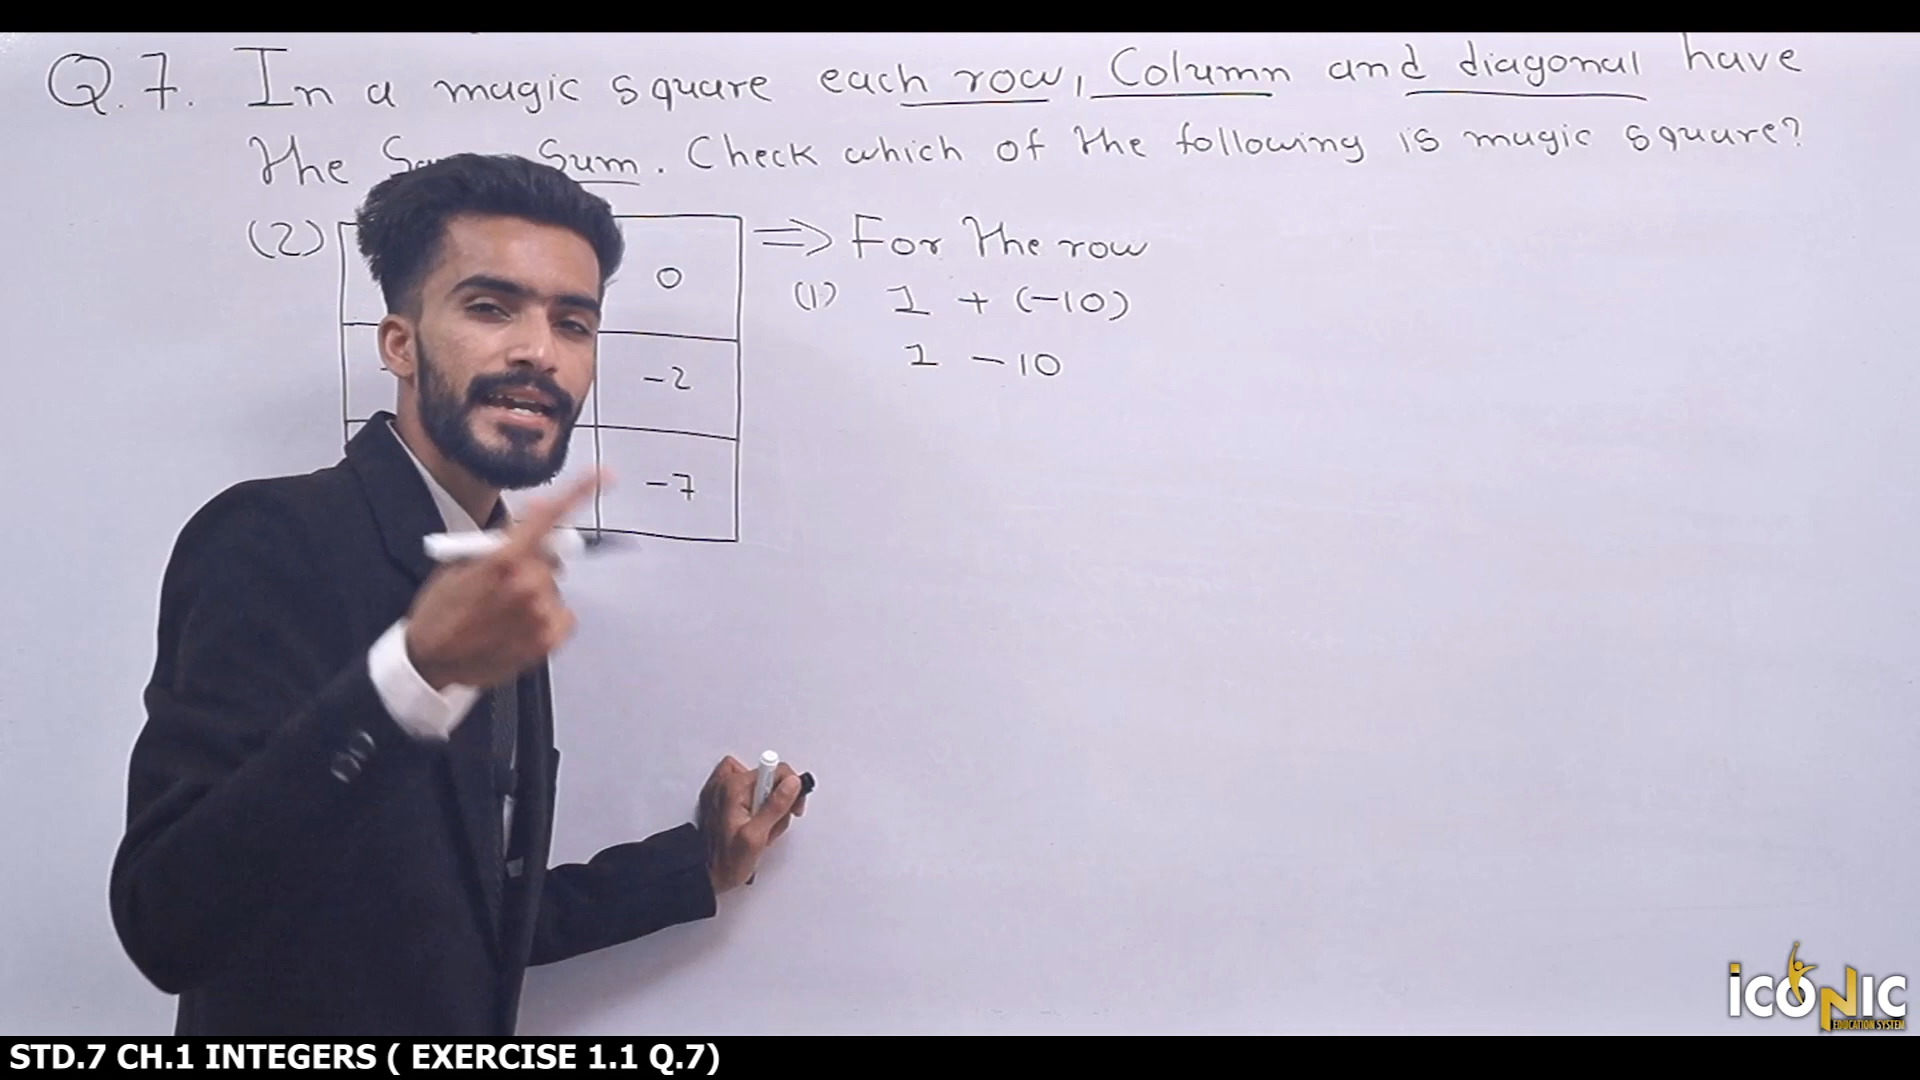 Q.7. In a magic square each row, Column and diagonal have
the Sum. Check which of the following is magic square?
(2) 0 ⇒ For the row
(1) 1 + (-10)
1 - 10
-2
-7
ICONIC
EDUCATION SYSTEM
STD.7 CH.1 INTEGERS ( EXERCISE 1.1 Q.7)